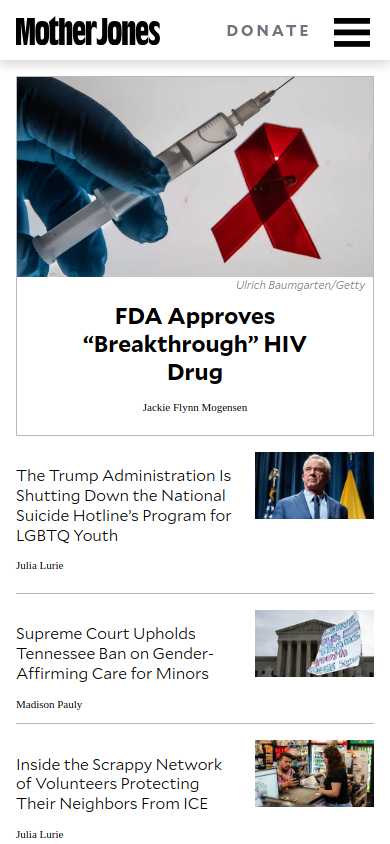 Mother Jones
DONATE
Ulrich Baumgarten/Getty
FDA Approves
“Breakthrough” HIV
Drug
Jackie Flynn Mogensen
The Trump Administration Is
Shutting Down the National
Suicide Hotline’s Program for
LGBTQ Youth
Julia Lurie
Supreme Court Upholds
Tennessee Ban on Gender-
Affirming Care for Minors
Madison Pauly
Inside the Scrappy Network
of Volunteers Protecting
Their Neighbors From ICE
Julia Lurie